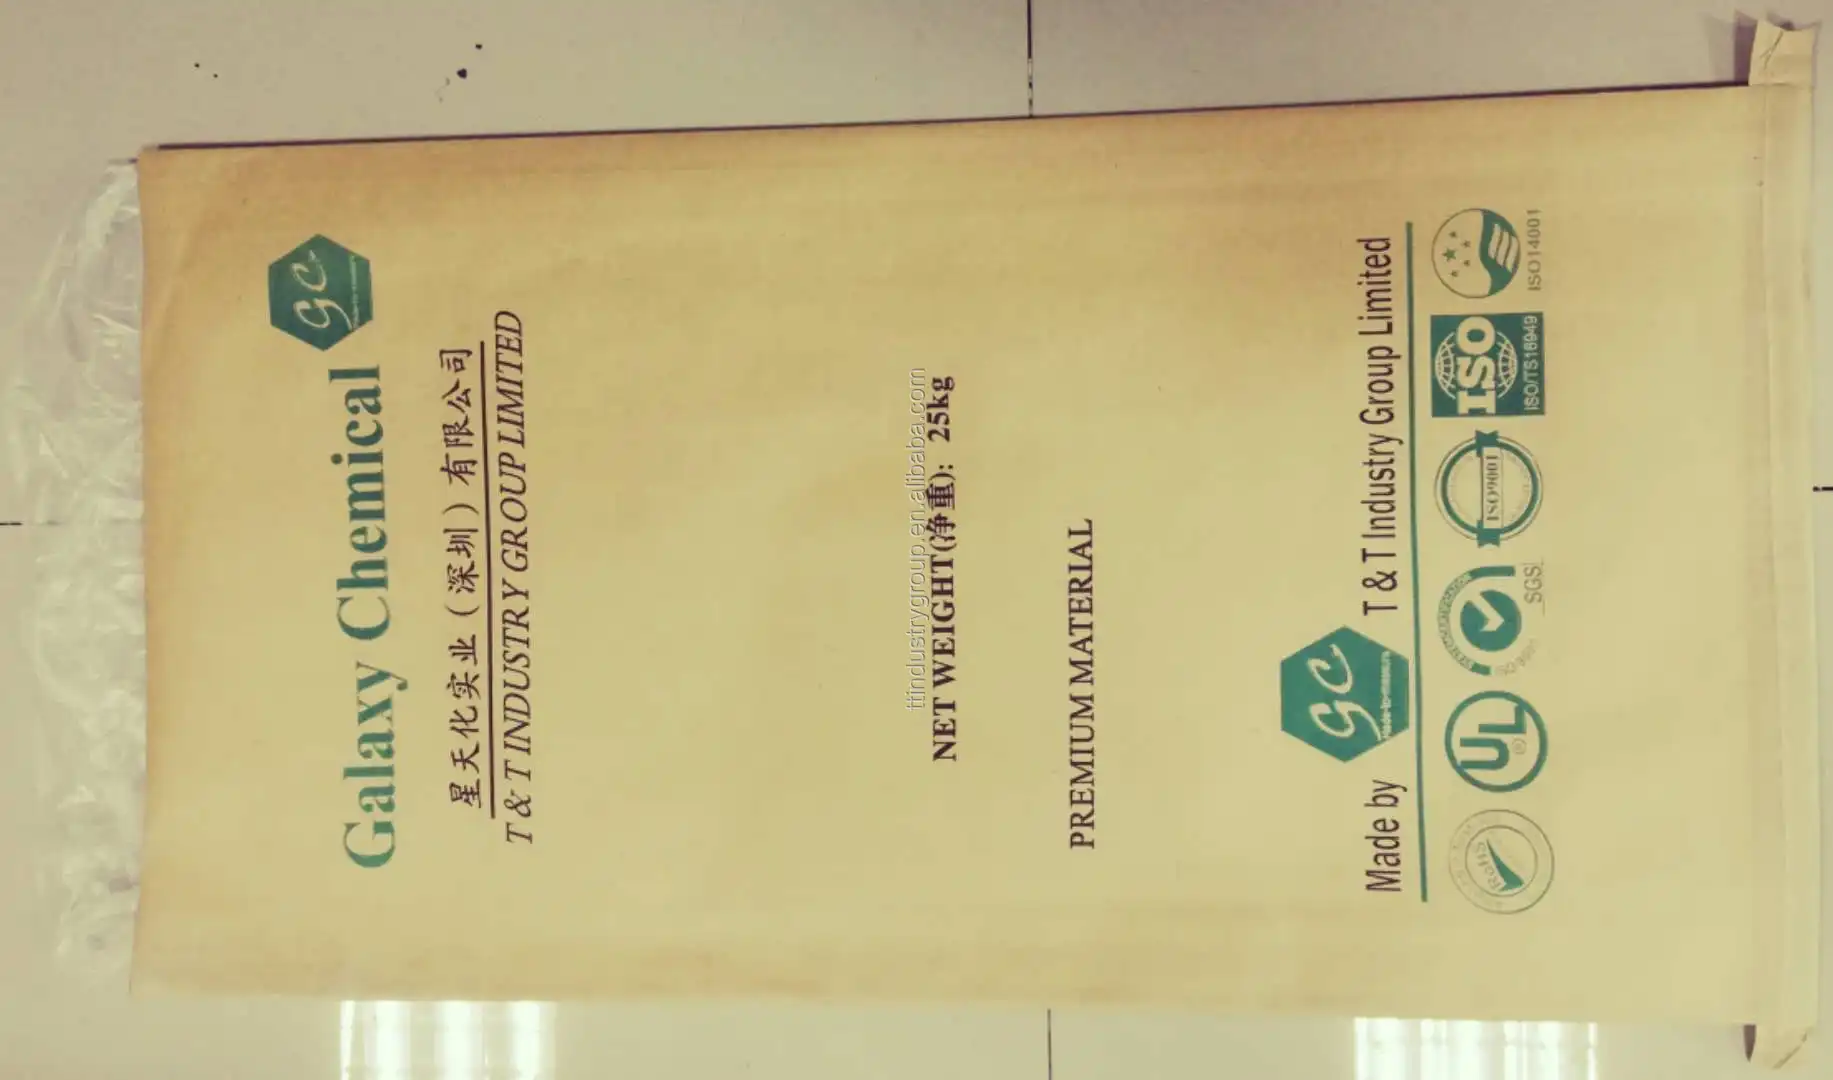 Galaxy Chemical
GC
星天化实业（深圳）有限公司
T & T INDUSTRY GROUP LIMITED
ttindustrygroup.en.alibaba.com
NET WEIGHT(净重): 25kg
PREMIUM MATERIAL
Made by
GC
T & T Industry Group Limited
RoHS
UL
SGS
ISO9001
ISO
ISO/TS16949
ISO14001